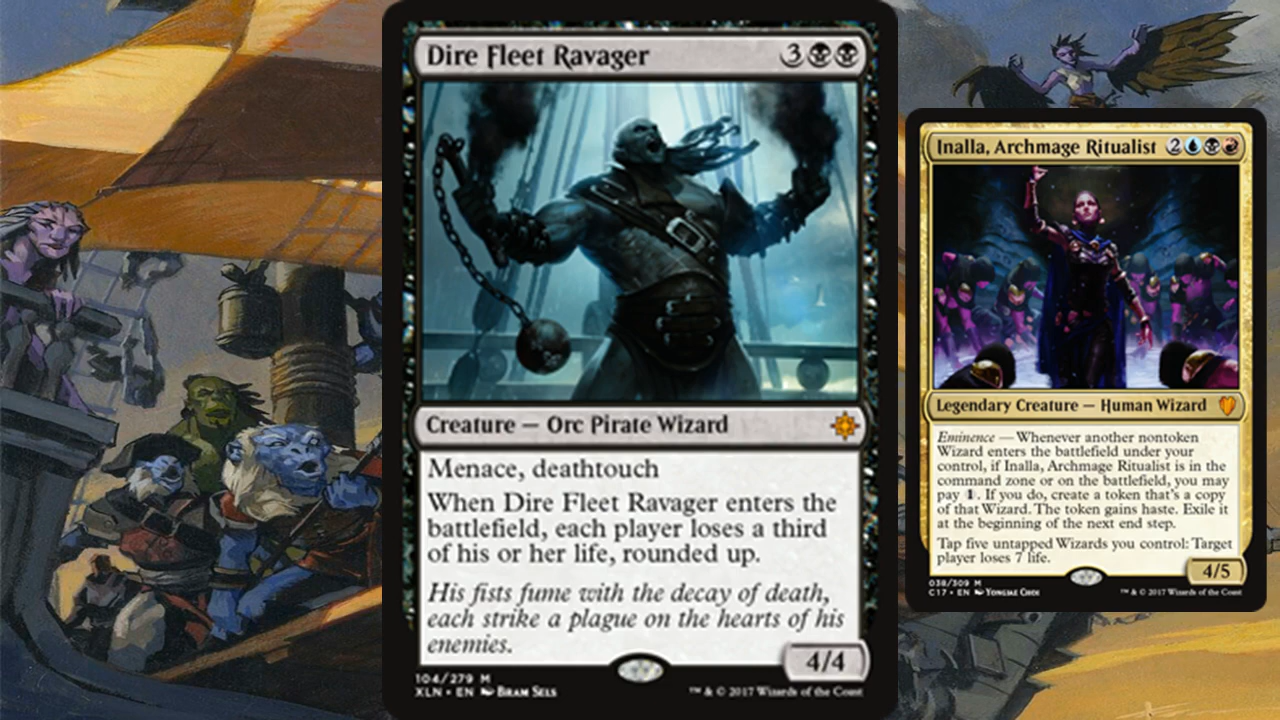 Dire Fleet Ravager 3
Creature — Orc Pirate Wizard
Menace, deathtouch
When Dire Fleet Ravager enters the
battlefield, each player loses a third
of his or her life, rounded up.
His fists fume with the decay of death,
each strike a plague on the hearts of his
enemies.
4/4
104/279 M
XLN • EN Bram Sels
™ & © 2017 Wizards of the Coast
Inalla, Archmage Ritualist 2
Legendary Creature — Human Wizard
Eminence — Whenever another nontoken
Wizard enters the battlefield under your
control, if Inalla, Archmage Ritualist is in the
command zone or on the battlefield, you may
pay 1. If you do, create a token that's a copy
of that Wizard. The token gains haste. Exile it
at the beginning of the next end step.
Tap five untapped Wizards you control: Target
player loses 7 life.
4/5
038/309 M
C17 • EN Yongjae Choi
™ & © 2017 Wizards of the Coast